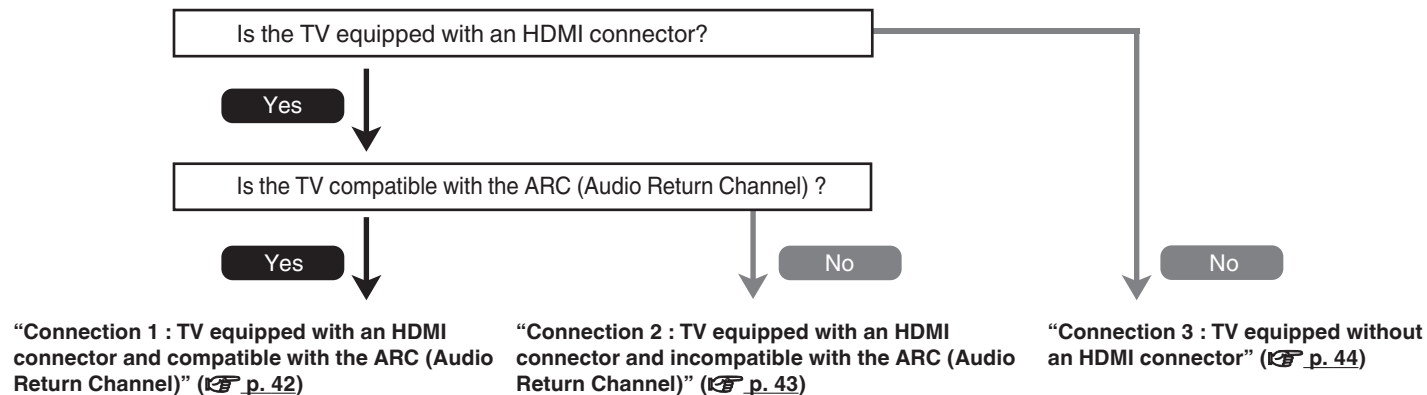 Is the TV equipped with an HDMI connector?
Yes
Is the TV compatible with the ARC (Audio Return Channel) ?
Yes
No
No
“Connection 1 : TV equipped with an HDMI
connector and compatible with the ARC (Audio
Return Channel)” (☞ p. 42)
“Connection 2 : TV equipped with an HDMI
connector and incompatible with the ARC (Audio
Return Channel)” (☞ p. 43)
“Connection 3 : TV equipped without
an HDMI connector” (☞ p. 44)